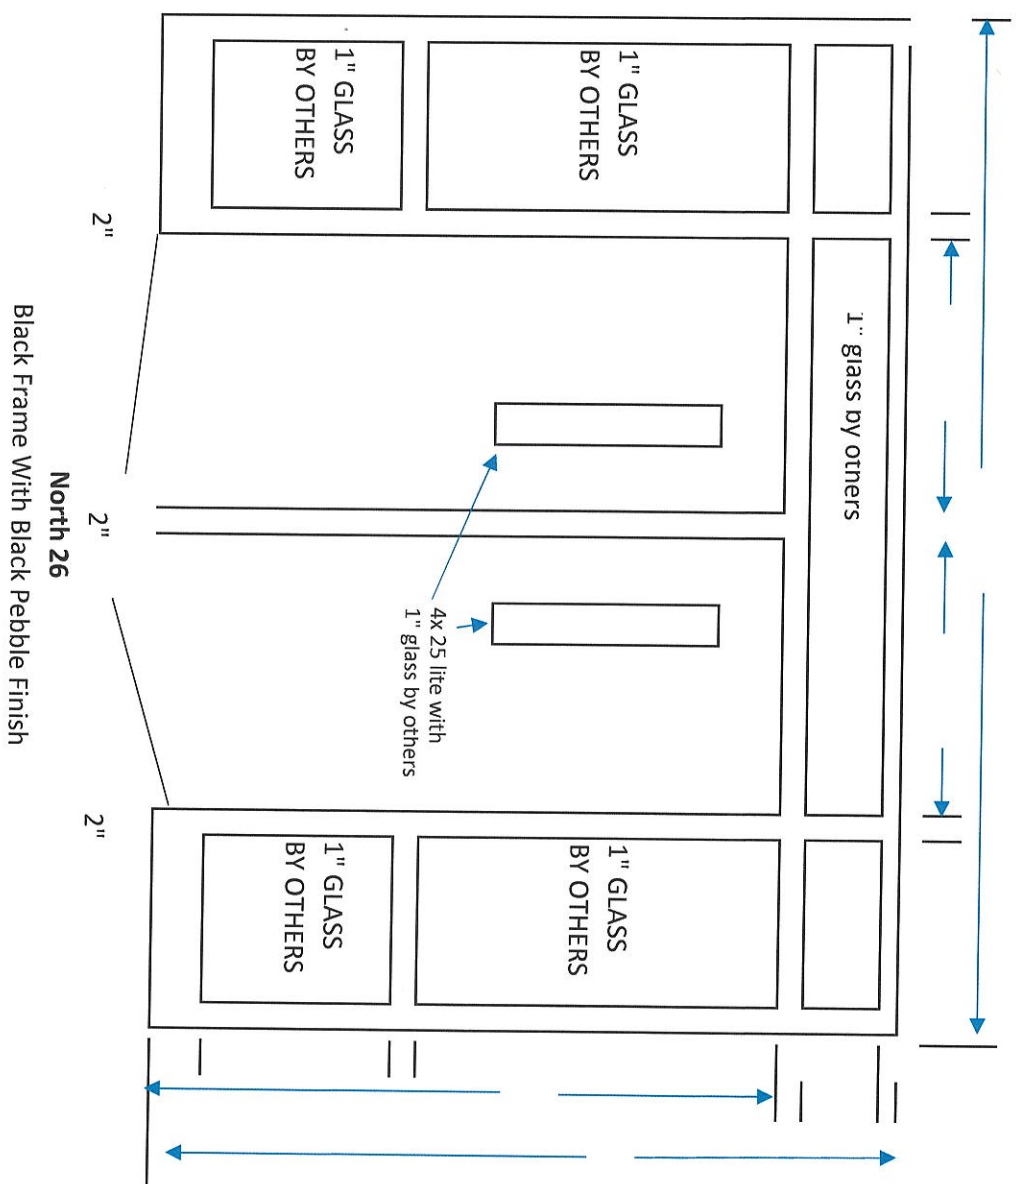 1" glass by others
1" GLASS
BY OTHERS
1" GLASS
BY OTHERS
4x 25 lite with
1" glass by others
1" GLASS
BY OTHERS
1" GLASS
BY OTHERS
2" 2" 2"
North 26
Black Frame With Black Pebble Finish